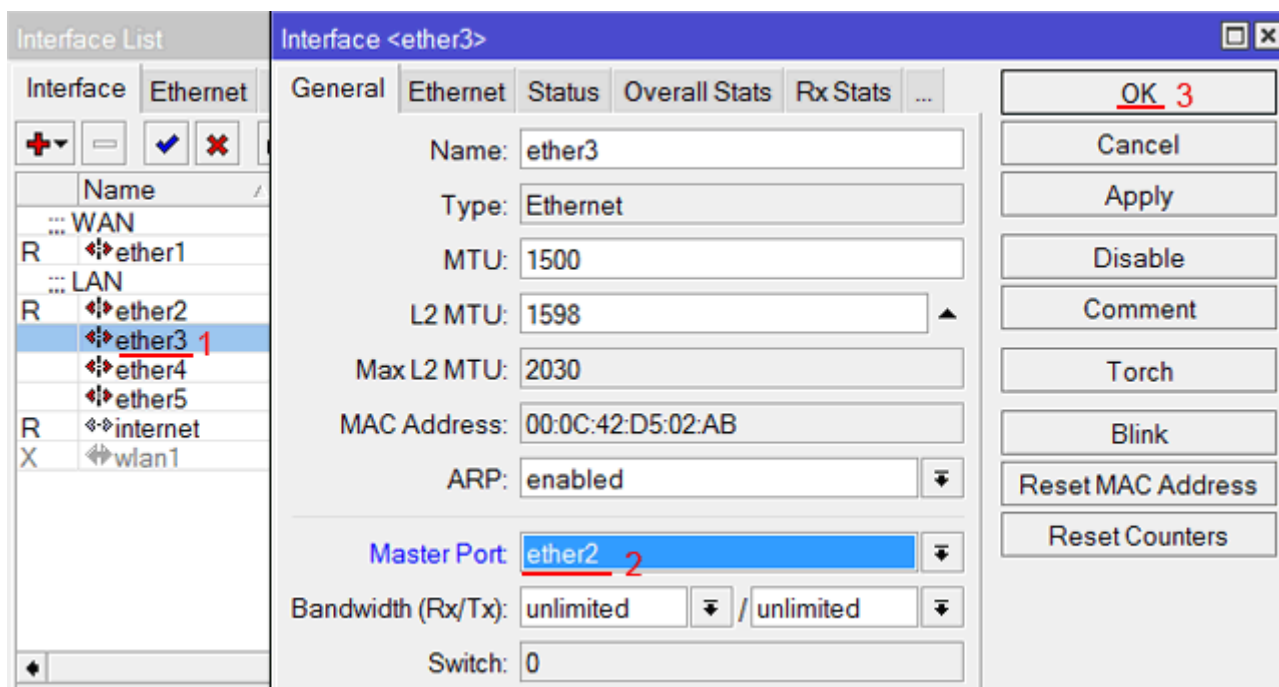 Interface List
Interface Ethernet
Name
::: WAN
R ether1
::: LAN
R ether2
ether3 1
ether4
ether5
R internet
X wlan1
Interface <ether3>
General Ethernet Status Overall Stats Rx Stats ...
Name: ether3
Type: Ethernet
MTU: 1500
L2 MTU: 1598
Max L2 MTU: 2030
MAC Address: 00:0C:42:D5:02:AB
ARP: enabled
Master Port: ether2 2
Bandwidth (Rx/Tx): unlimited / unlimited
Switch: 0
OK 3
Cancel
Apply
Disable
Comment
Torch
Blink
Reset MAC Address
Reset Counters